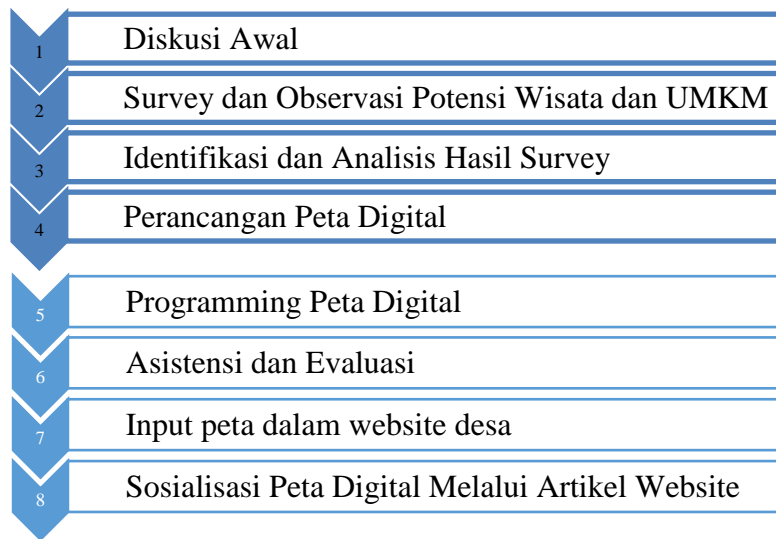 1 Diskusi Awal
2 Survey dan Observasi Potensi Wisata dan UMKM
3 Identifikasi dan Analisis Hasil Survey
4 Perancangan Peta Digital
5 Programming Peta Digital
6 Asistensi dan Evaluasi
7 Input peta dalam website desa
8 Sosialisasi Peta Digital Melalui Artikel Website